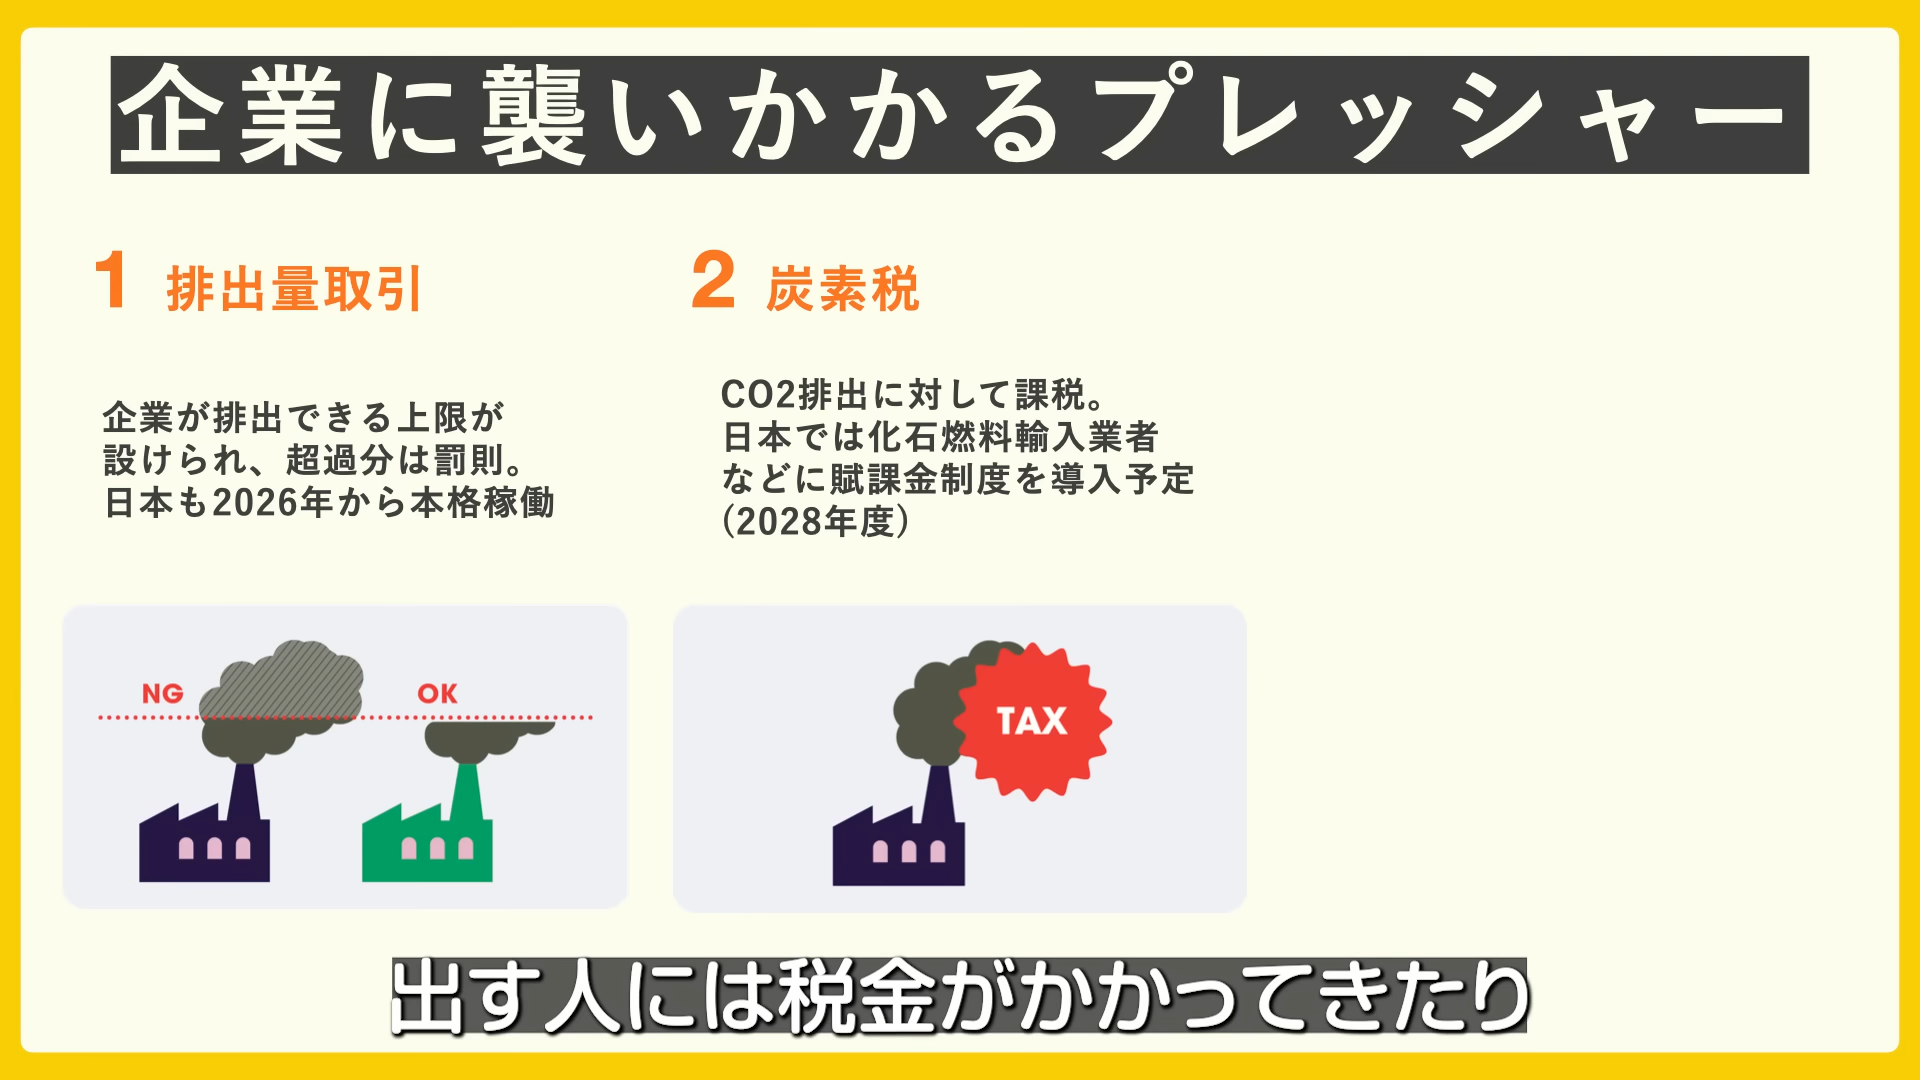 企業に襲いかかるプレッシャー
1 排出量取引
企業が排出できる上限が
設けられ、超過分は罰則。
日本も2026年から本格稼働
NG
OK
2 炭素税
CO2排出に対して課税。
日本では化石燃料輸入業者
などに賦課金制度を導入予定
(2028年度)
TAX
出す人には税金がかかってきたり